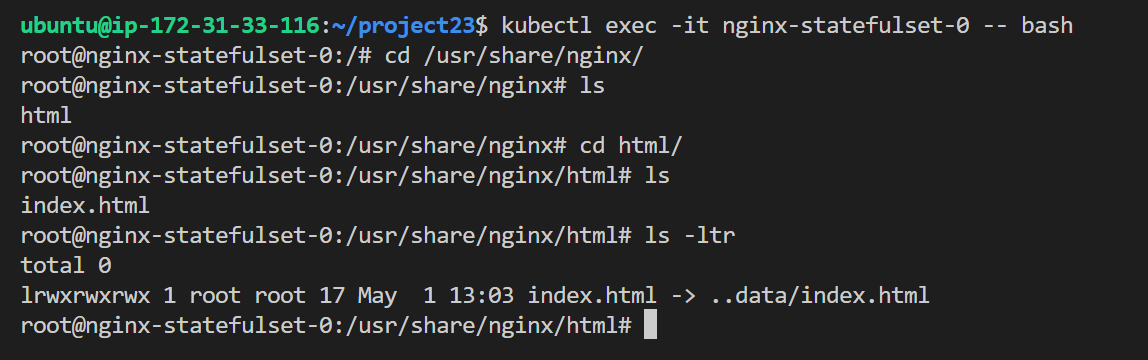 ubuntu@ip-172-31-33-116:~/project23$ kubectl exec -it nginx-statefulset-0 -- bash
root@nginx-statefulset-0:/# cd /usr/share/nginx/
root@nginx-statefulset-0:/usr/share/nginx# ls
html
root@nginx-statefulset-0:/usr/share/nginx# cd html/
root@nginx-statefulset-0:/usr/share/nginx/html# ls
index.html
root@nginx-statefulset-0:/usr/share/nginx/html# ls -ltr
total 0
lrwxrwxrwx 1 root root 17 May  1 13:03 index.html -> ..data/index.html
root@nginx-statefulset-0:/usr/share/nginx/html#